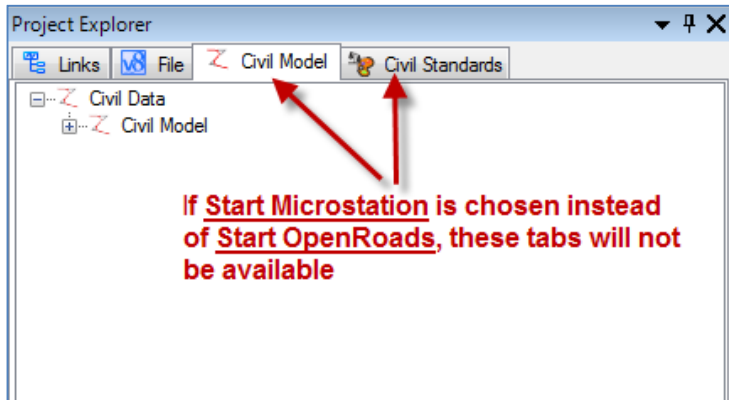 Project Explorer
Links v8 File Civil Model Civil Standards
Civil Data
Civil Model
If Start Microstation is chosen instead
of Start OpenRoads, these tabs will not
be available